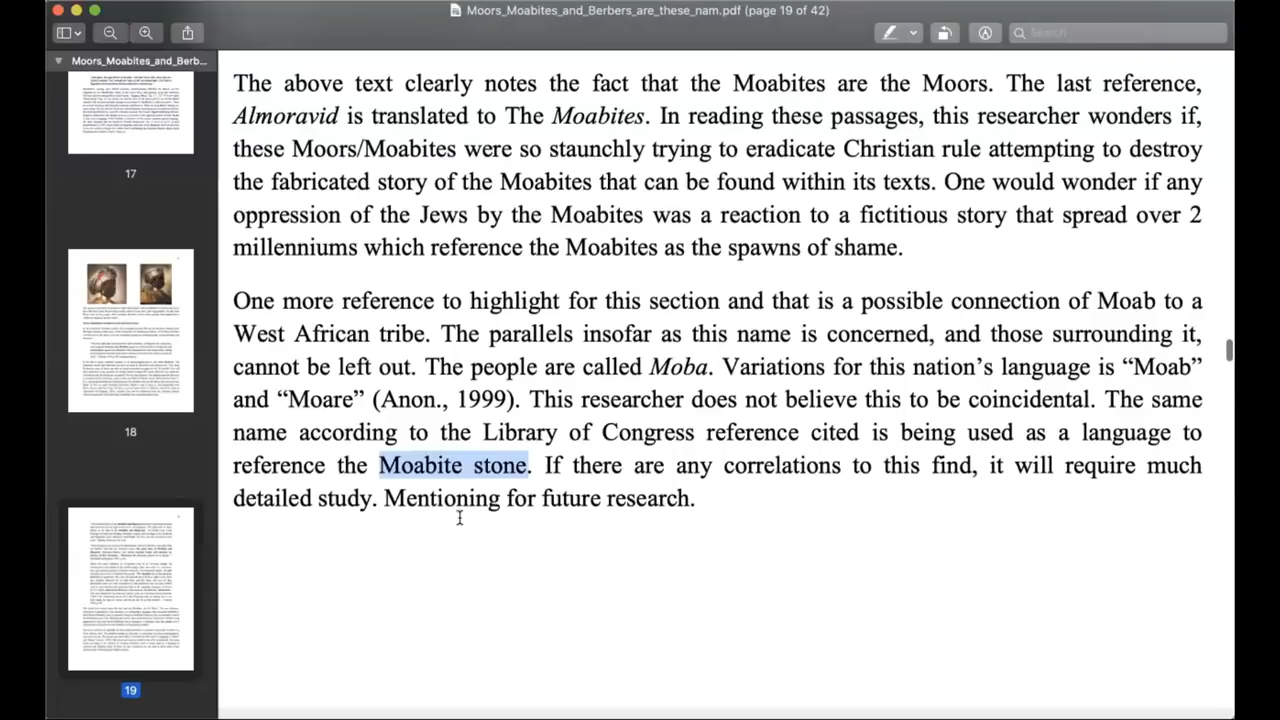 Moors_Moabites_and_Berbers_are_these_nam.pdf (page 19 of 42)
Search
Moors_Moabites_and_Berb...
17
18
19
The above text clearly notes the fact that the Moabites are the Moors. The last reference,
Almoravid is translated to The Moabites. In reading these passages, this researcher wonders if,
these Moors/Moabites were so staunchly trying to eradicate Christian rule attempting to destroy
the fabricated story of the Moabites that can be found within its texts. One would wonder if any
oppression of the Jews by the Moabites was a reaction to a fictitious story that spread over 2
millenniums which reference the Moabites as the spawns of shame.
One more reference to highlight for this section and that is a possible connection of Moab to a
West African tribe. The parallels insofar as this name is concerned, and those surrounding it,
cannot be left out. The people are called Moba. Variations for this nation's language is “Moab”
and “Moare” (Anon., 1999). This researcher does not believe this to be coincidental. The same
name according to the Library of Congress reference cited is being used as a language to
reference the Moabite stone. If there are any correlations to this find, it will require much
detailed study. Mentioning for future research.